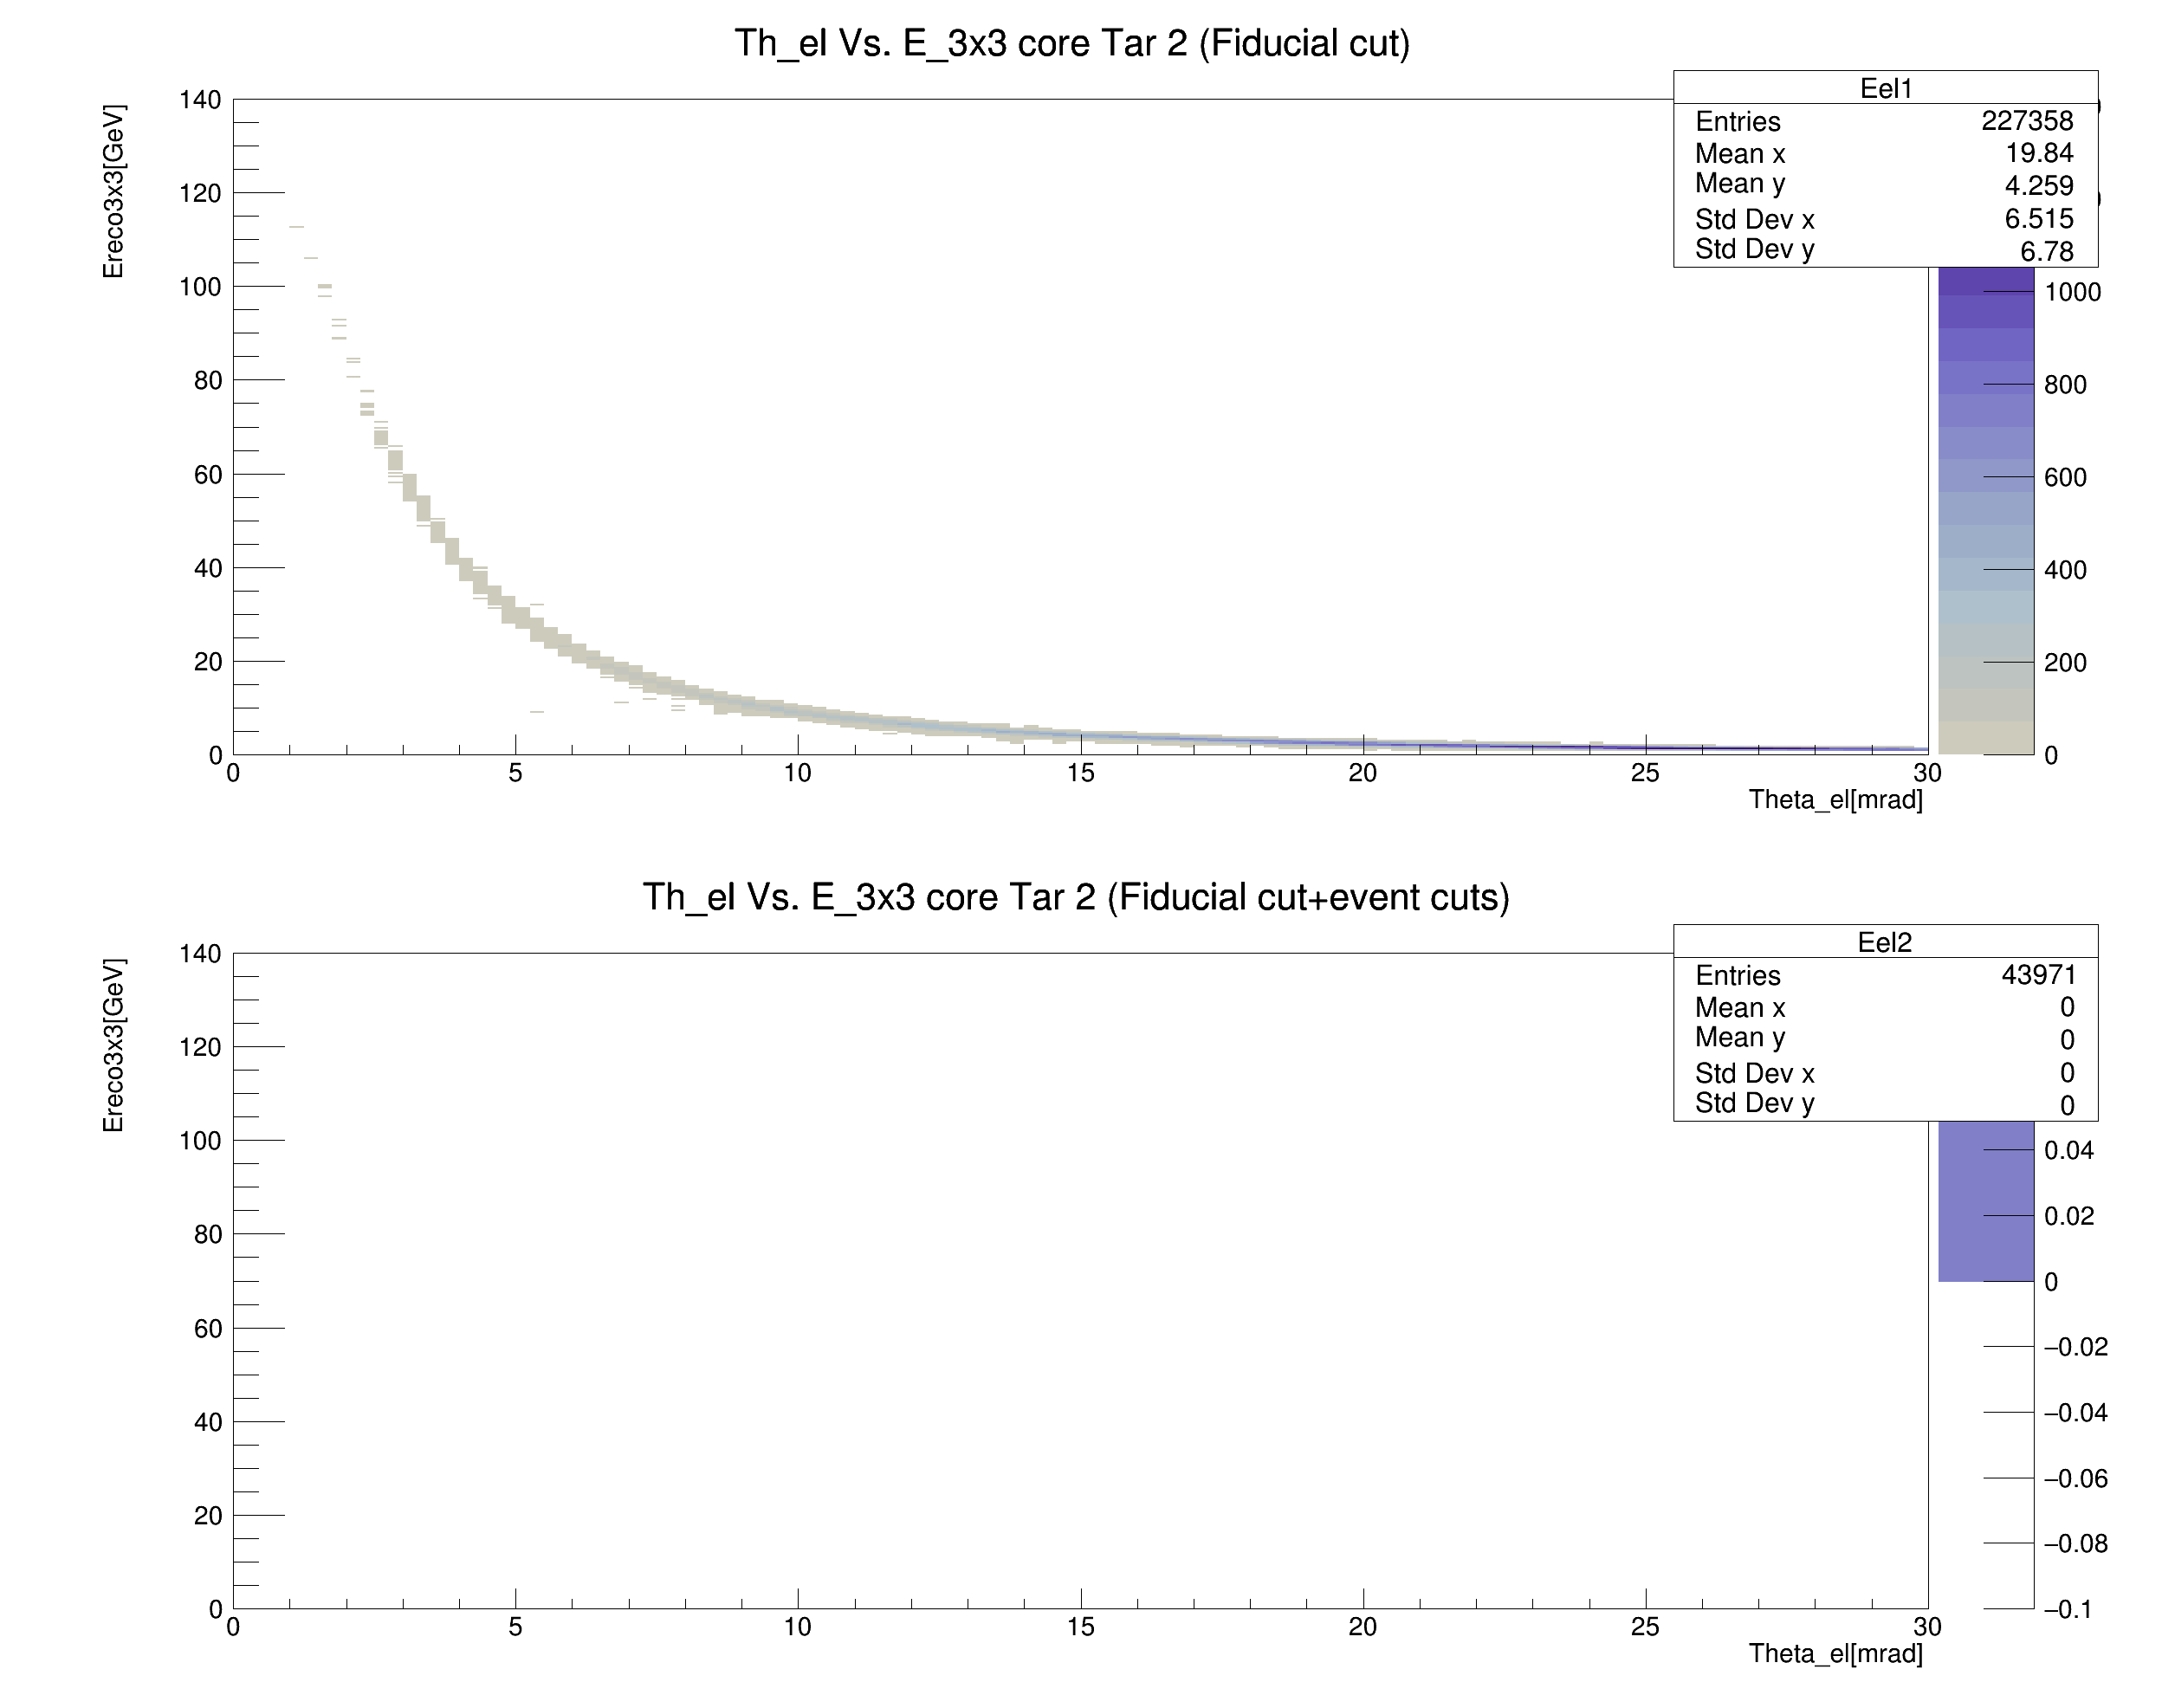 Th_el Vs. E_3x3 core Tar 2 (Fiducial cut)
Ereco3x3[GeV]
Eel1
Entries 227358
Mean x 19.84
Mean y 4.259
Std Dev x 6.515
Std Dev y 6.78
140
120
100
80
60
40
20
0
1000
800
600
400
200
0
0 5 10 15 20 25 30
Theta_el[mrad]
Th_el Vs. E_3x3 core Tar 2 (Fiducial cut+event cuts)
Ereco3x3[GeV]
Eel2
Entries 43971
Mean x 0
Mean y 0
Std Dev x 0
Std Dev y 0
140
120
100
80
60
40
20
0
0.04
0.02
0
−0.02
−0.04
−0.06
−0.08
−0.1
0 5 10 15 20 25 30
Theta_el[mrad]